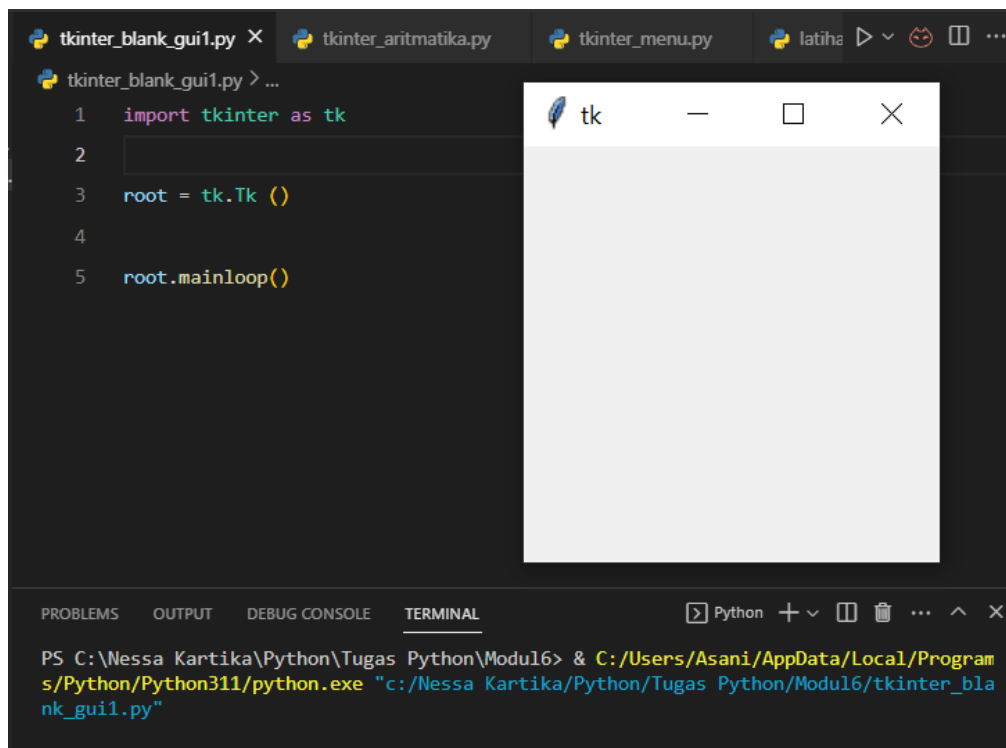 tkinter_blank_gui1.py
tkinter_aritmatika.py
tkinter_menu.py
latiha
tkinter_blank_gui1.py > ...
1 import tkinter as tk
2
3 root = tk.Tk ()
4
5 root.mainloop()
tk
PROBLEMS OUTPUT DEBUG CONSOLE TERMINAL
Python
PS C:\Nessa Kartika\Python\Tugas Python\Modul6> & C:/Users/Asani/AppData/Local/Program
s/Python/Python311/python.exe "c:/Nessa Kartika/Python/Tugas Python/Modul6/tkinter_bla
nk_gui1.py"